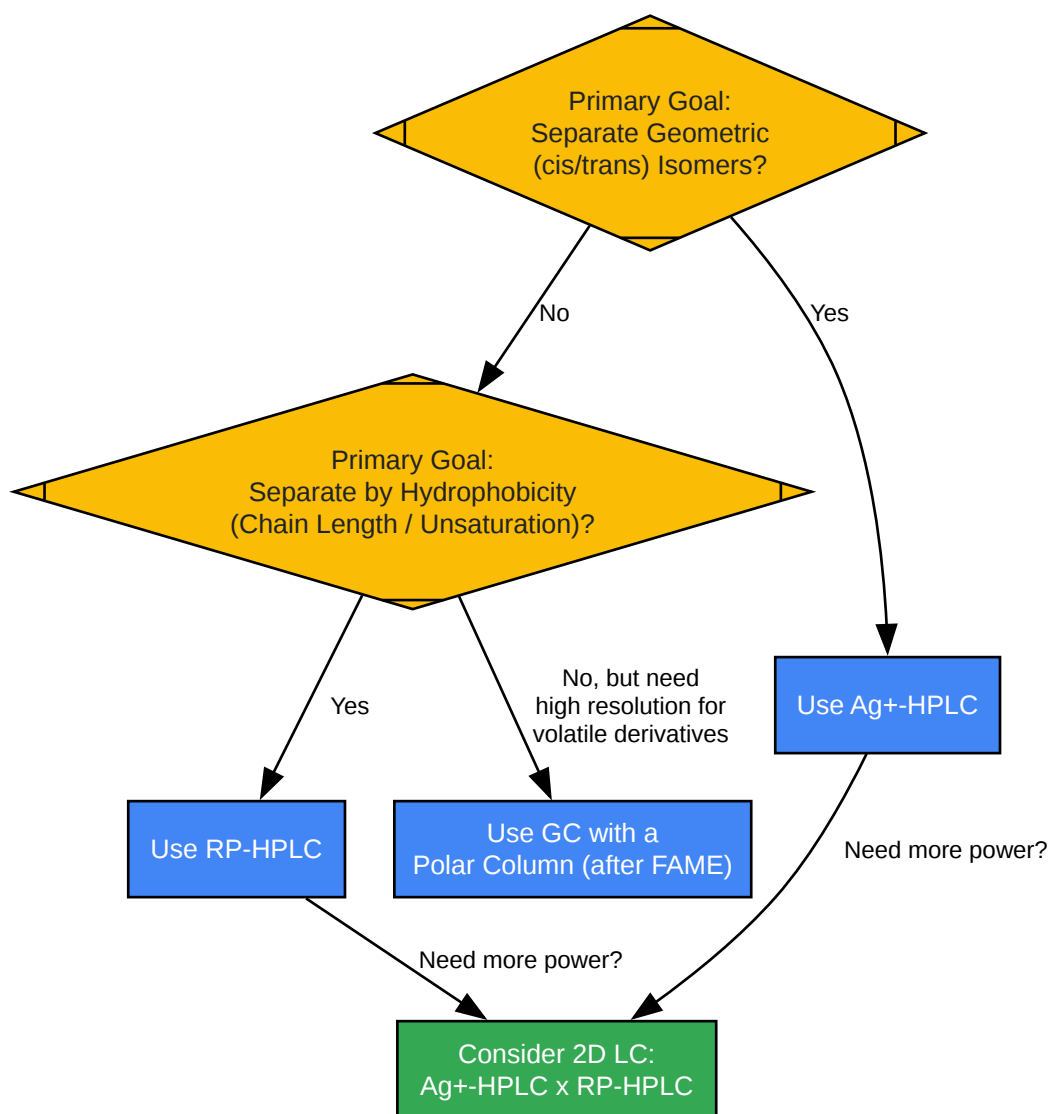 Primary Goal:
Separate Geometric
(cis/trans) Isomers?
No
Yes
Primary Goal:
Separate by Hydrophobicity
(Chain Length / Unsaturation)?
Yes
No, but need
high resolution for
volatile derivatives
Use Ag+-HPLC
Use RP-HPLC
Use GC with a
Polar Column (after FAME)
Need more power?
Need more power?
Consider 2D LC:
Ag+-HPLC x RP-HPLC